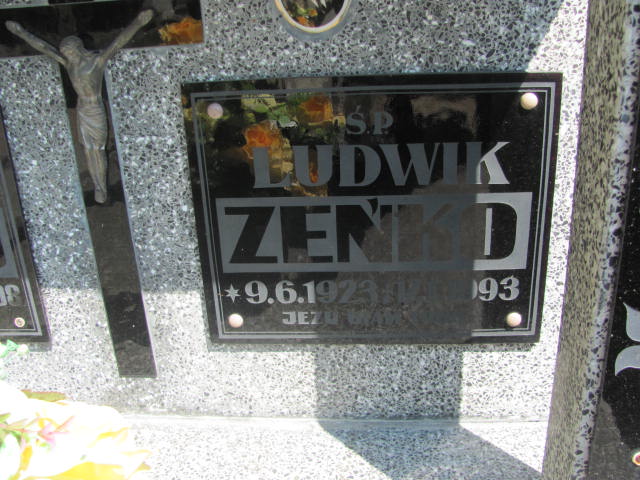 Ś.P.
LUDWIK
ZEŃKO
* 9.6.1923
JEZU